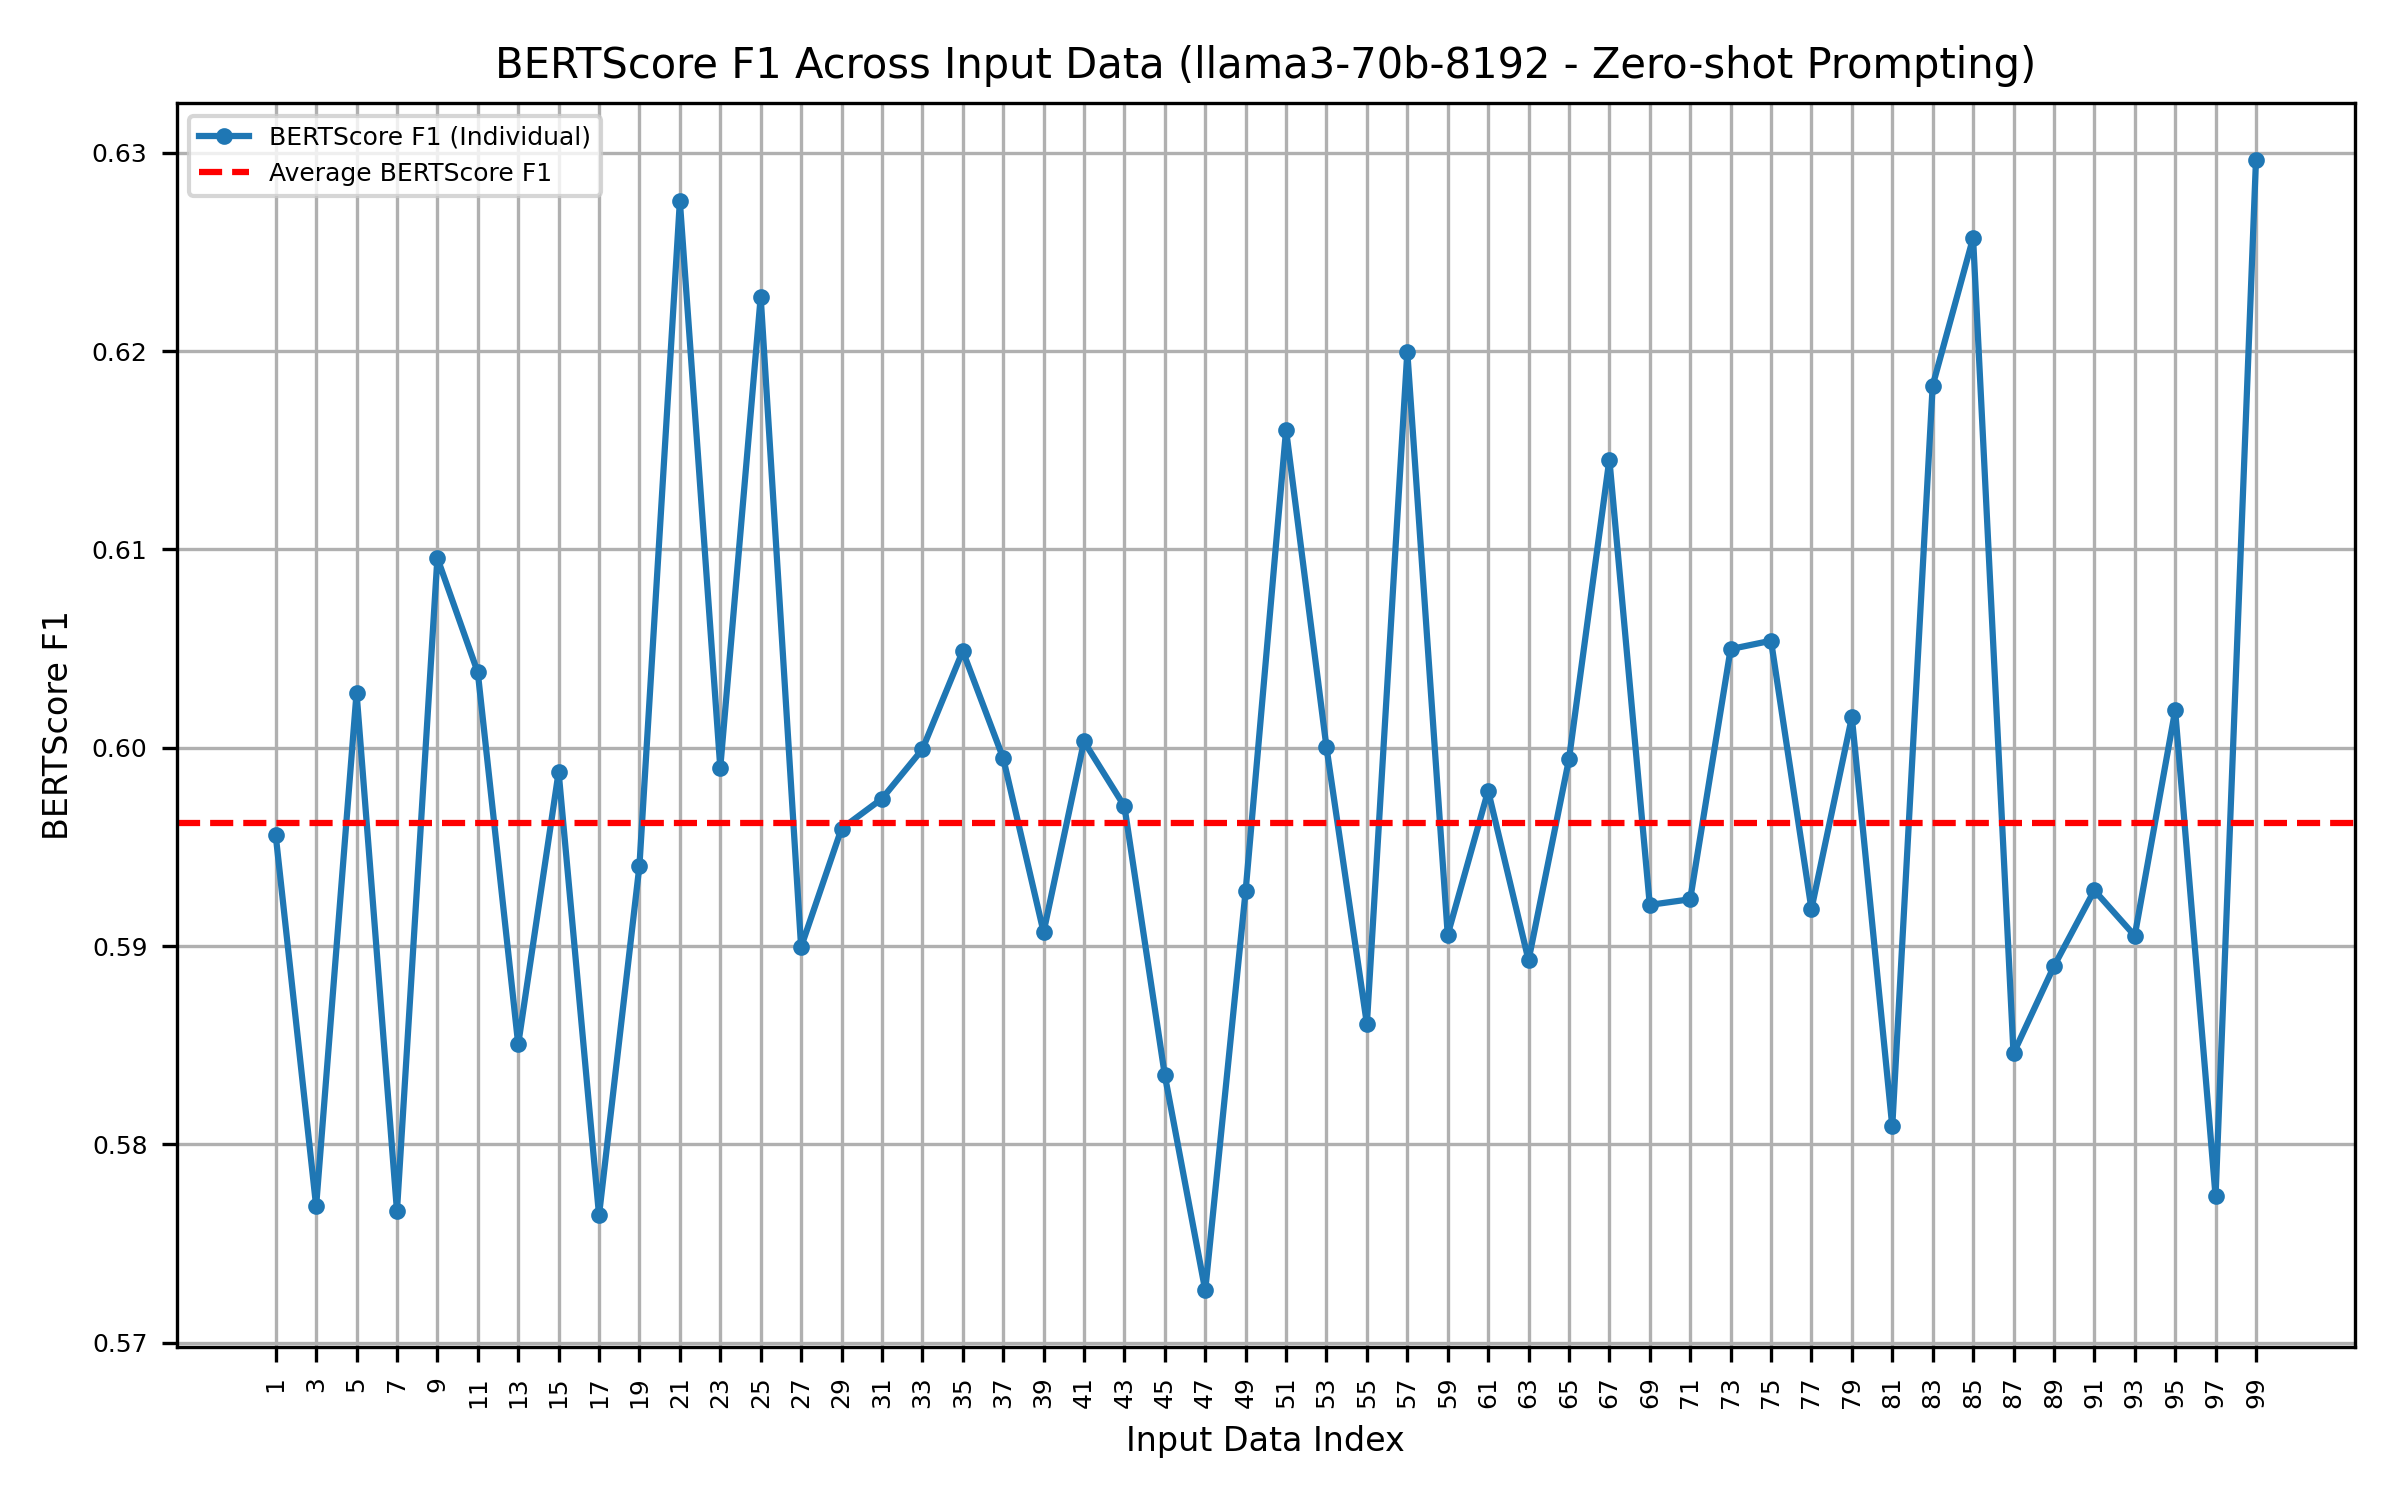 BERTScore F1 Across Input Data (llama3-70b-8192 - Zero-shot Prompting)
BERTScore F1 (Individual)
Average BERTScore F1
0.63
0.62
0.61
0.60
0.59
0.58
0.57
BERTScore F1
1 3 5 7 9 11 13 15 17 19 21 23 25 27 29 31 33 35 37 39 41 43 45 47 49 51 53 55 57 59 61 63 65 67 69 71 73 75 77 79 81 83 85 87 89 91 93 95 97 99
Input Data Index